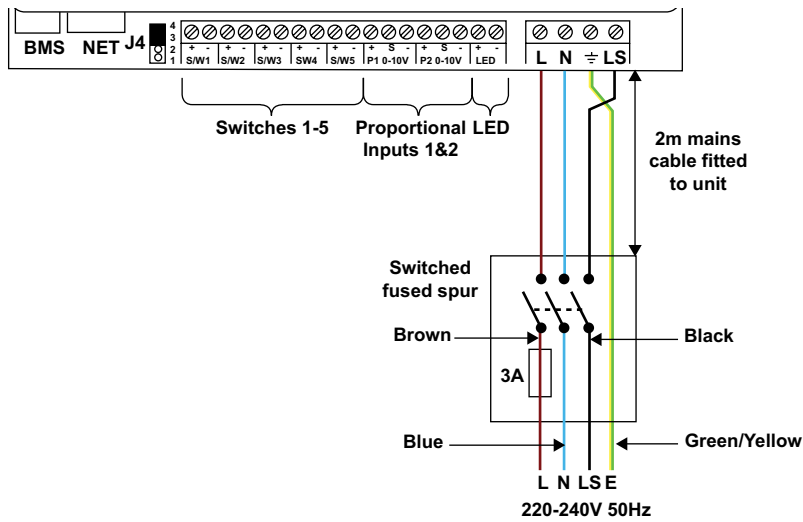 BMS NET J4
4
3
2
1
+ - + - + - + - + - + S - + S - + -
S/W1 S/W2 S/W3 SW4 S/W5 P1 0-10V P2 0-10V LED
L N LS
Switches 1-5
Proportional
Inputs 1&2
LED
2m mains
cable fitted
to unit
Switched
fused spur
Brown
Black
3A
Blue
Green/Yellow
L N LS E
220-240V 50Hz